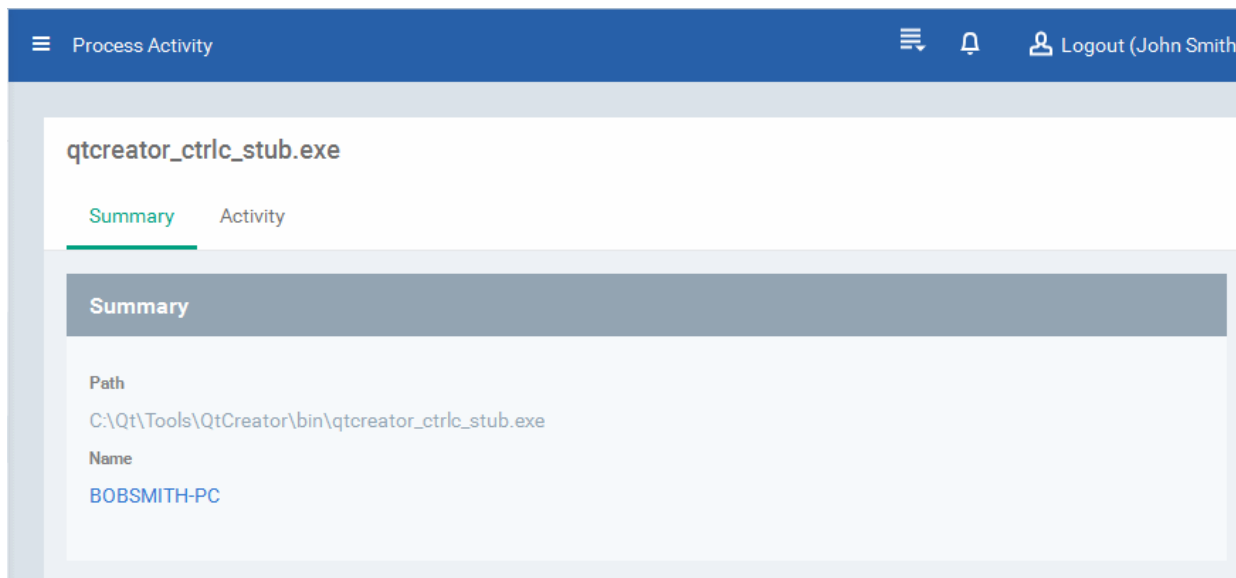 Process Activity
Logout (John Smith
qtcreator_ctrlc_stub.exe
Summary Activity
Summary
Path
C:\Qt\Tools\QtCreator\bin\qtcreator_ctrlc_stub.exe
Name
BOBSMITH-PC